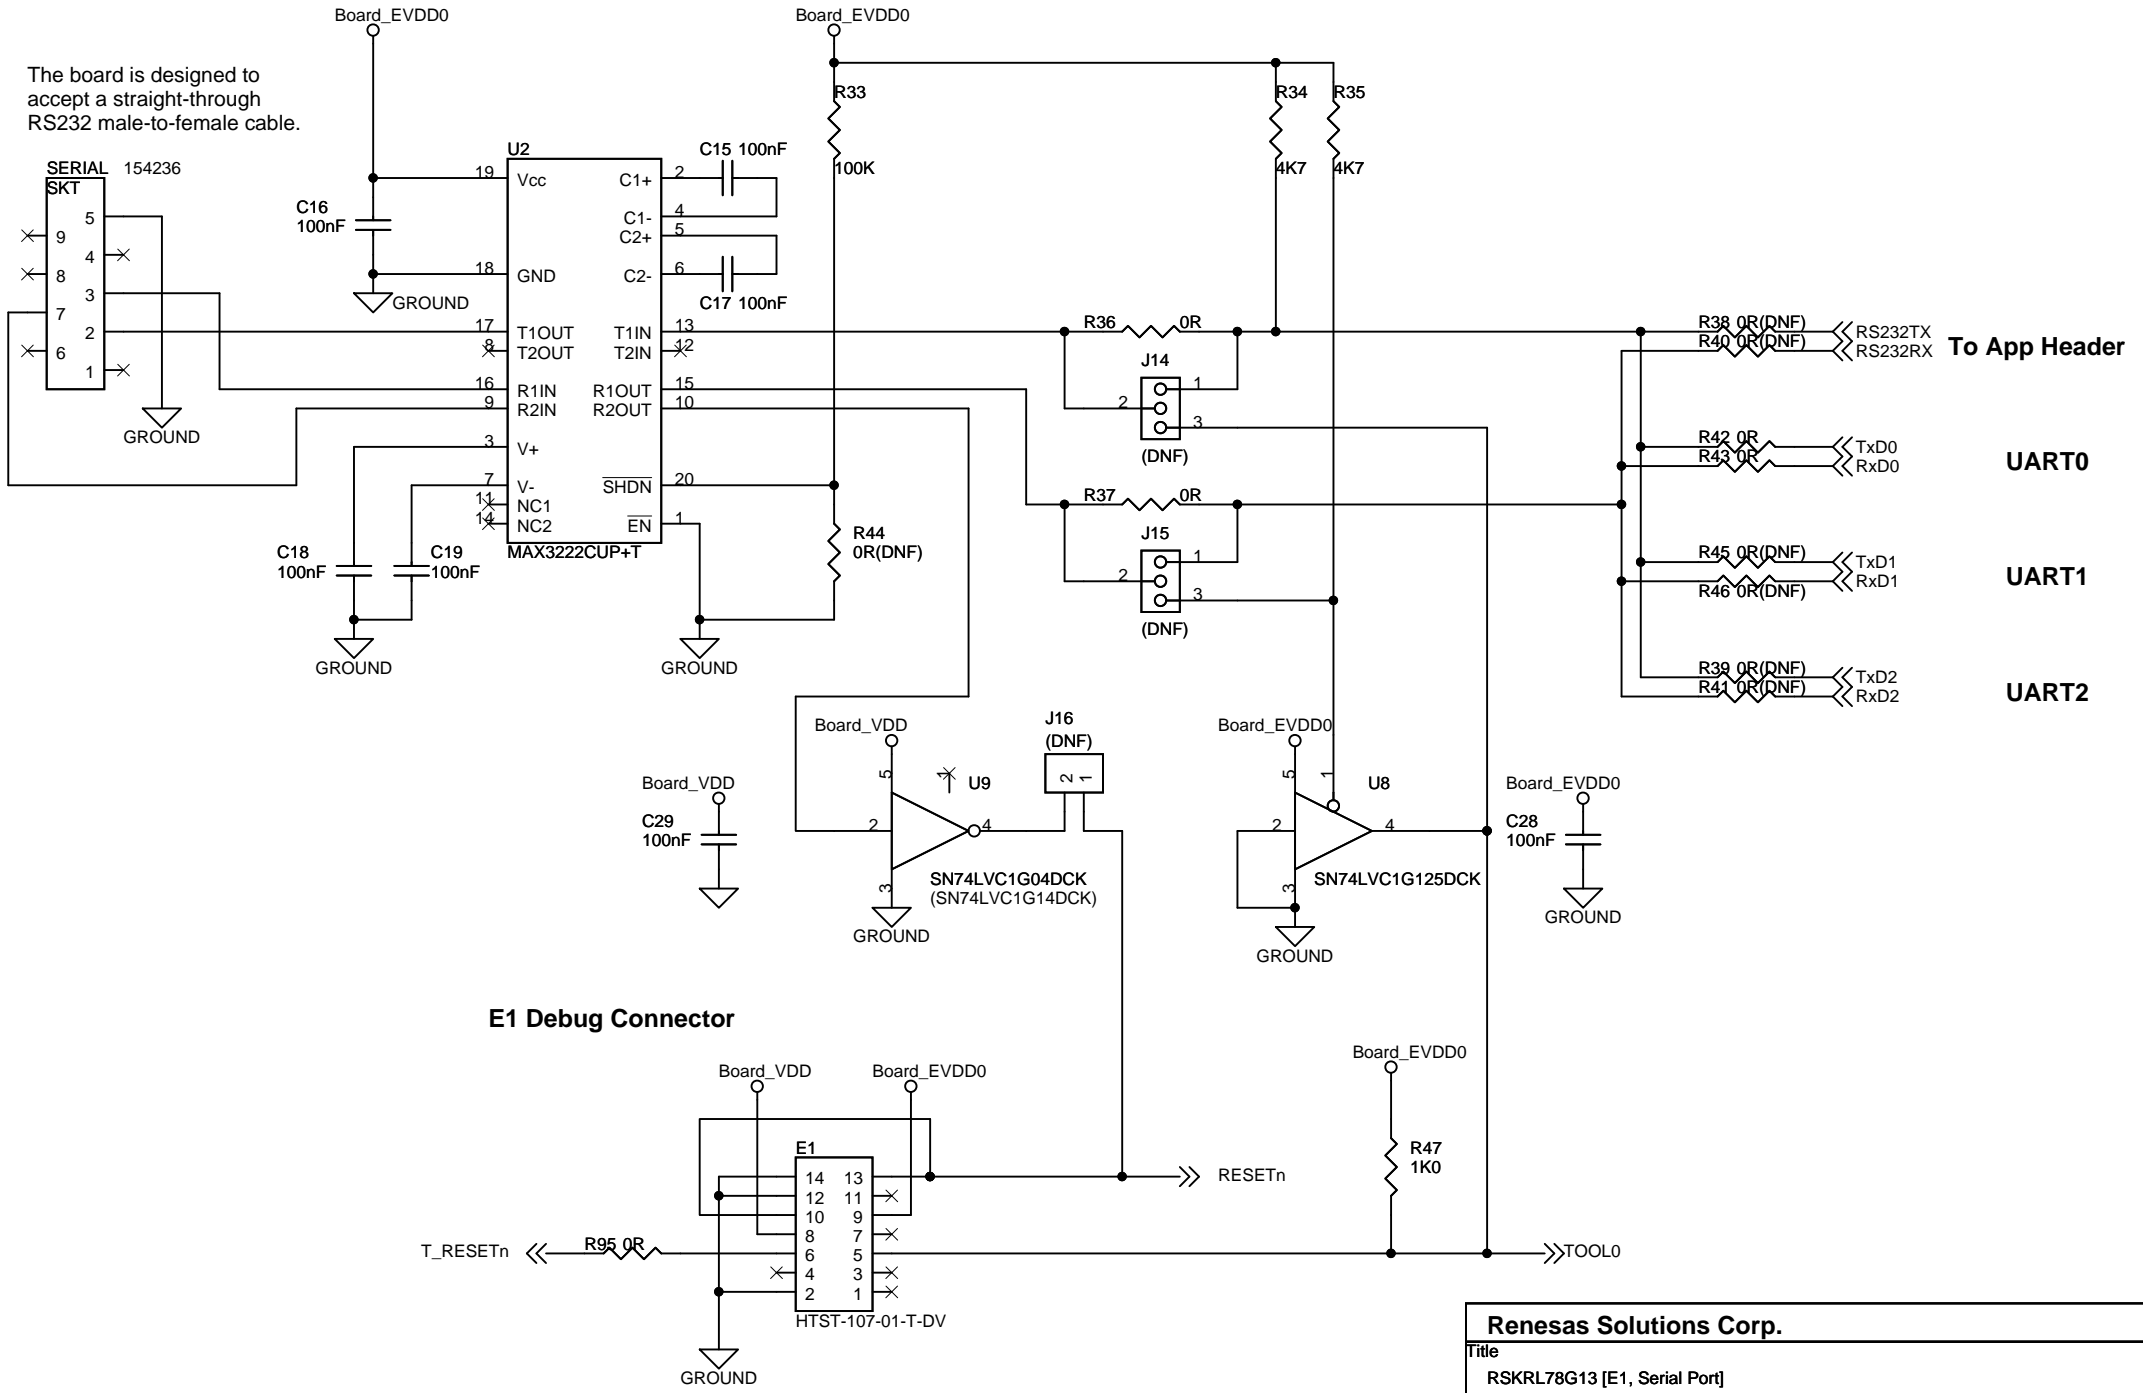 Board_EVDD0
Board_EVDD0
The board is designed to
accept a straight-through
RS232 male-to-female cable.
SERIAL 154236
SKT
5
9
4
8
3
7
2
6
1
GROUND
C16
100nF
GROUND
U2
19 Vcc
18 GND
17 T1OUT
8 T2OUT
16 R1IN
9 R2IN
3 V+
7 V-
11 NC1
14 NC2
C1+ 2
C1- 4
C2+ 5
C2- 6
T1IN 13
T2IN 12
R1OUT 15
R2OUT 10
SHDN 20
EN 1
MAX3222CUP+T
C15 100nF
C17 100nF
C18
100nF
C19
100nF
GROUND
GROUND
R33
100K
R44
0R(DNF)
R34
4K7
R35
4K7
R36 0R
J14
1
2
3
(DNF)
R37 0R
J15
1
2
3
(DNF)
R38 0R(DNF) RS232TX
R40 0R(DNF) RS232RX
To App Header
R42 0R TxD0
R43 0R RxD0
UART0
R45 0R(DNF) TxD1
R46 0R(DNF) RxD1
UART1
R39 0R(DNF) TxD2
R41 0R(DNF) RxD2
UART2
Board_VDD
C29
100nF
Board_VDD
5
1
U9
2
4
3
SN74LVC1G04DCK
(SN74LVC1G14DCK)
GROUND
J16
(DNF)
2
1
Board_EVDD0
5
1
U8
2
4
3
SN74LVC1G125DCK
GROUND
Board_EVDD0
C28
100nF
GROUND
E1 Debug Connector
Board_VDD
Board_EVDD0
E1
14 13
12 11
10 9
8 7
6 5
4 3
2 1
HTST-107-01-T-DV
GROUND
T_RESETn
R95 0R
RESETn
Board_EVDD0
R47
1K0
TOOL0
Renesas Solutions Corp.
Title
RSKRL78G13 [E1, Serial Port]